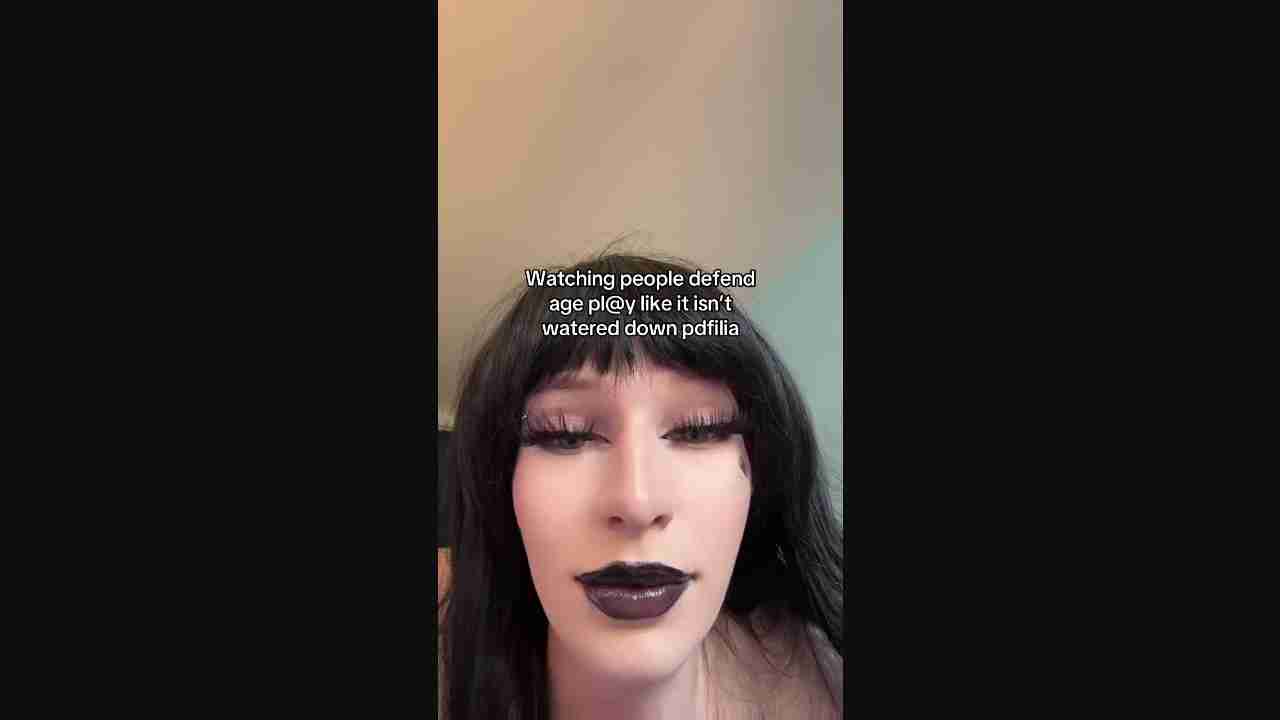 Watching people defend
age pl@y like it isn’t
watered down pdfilia